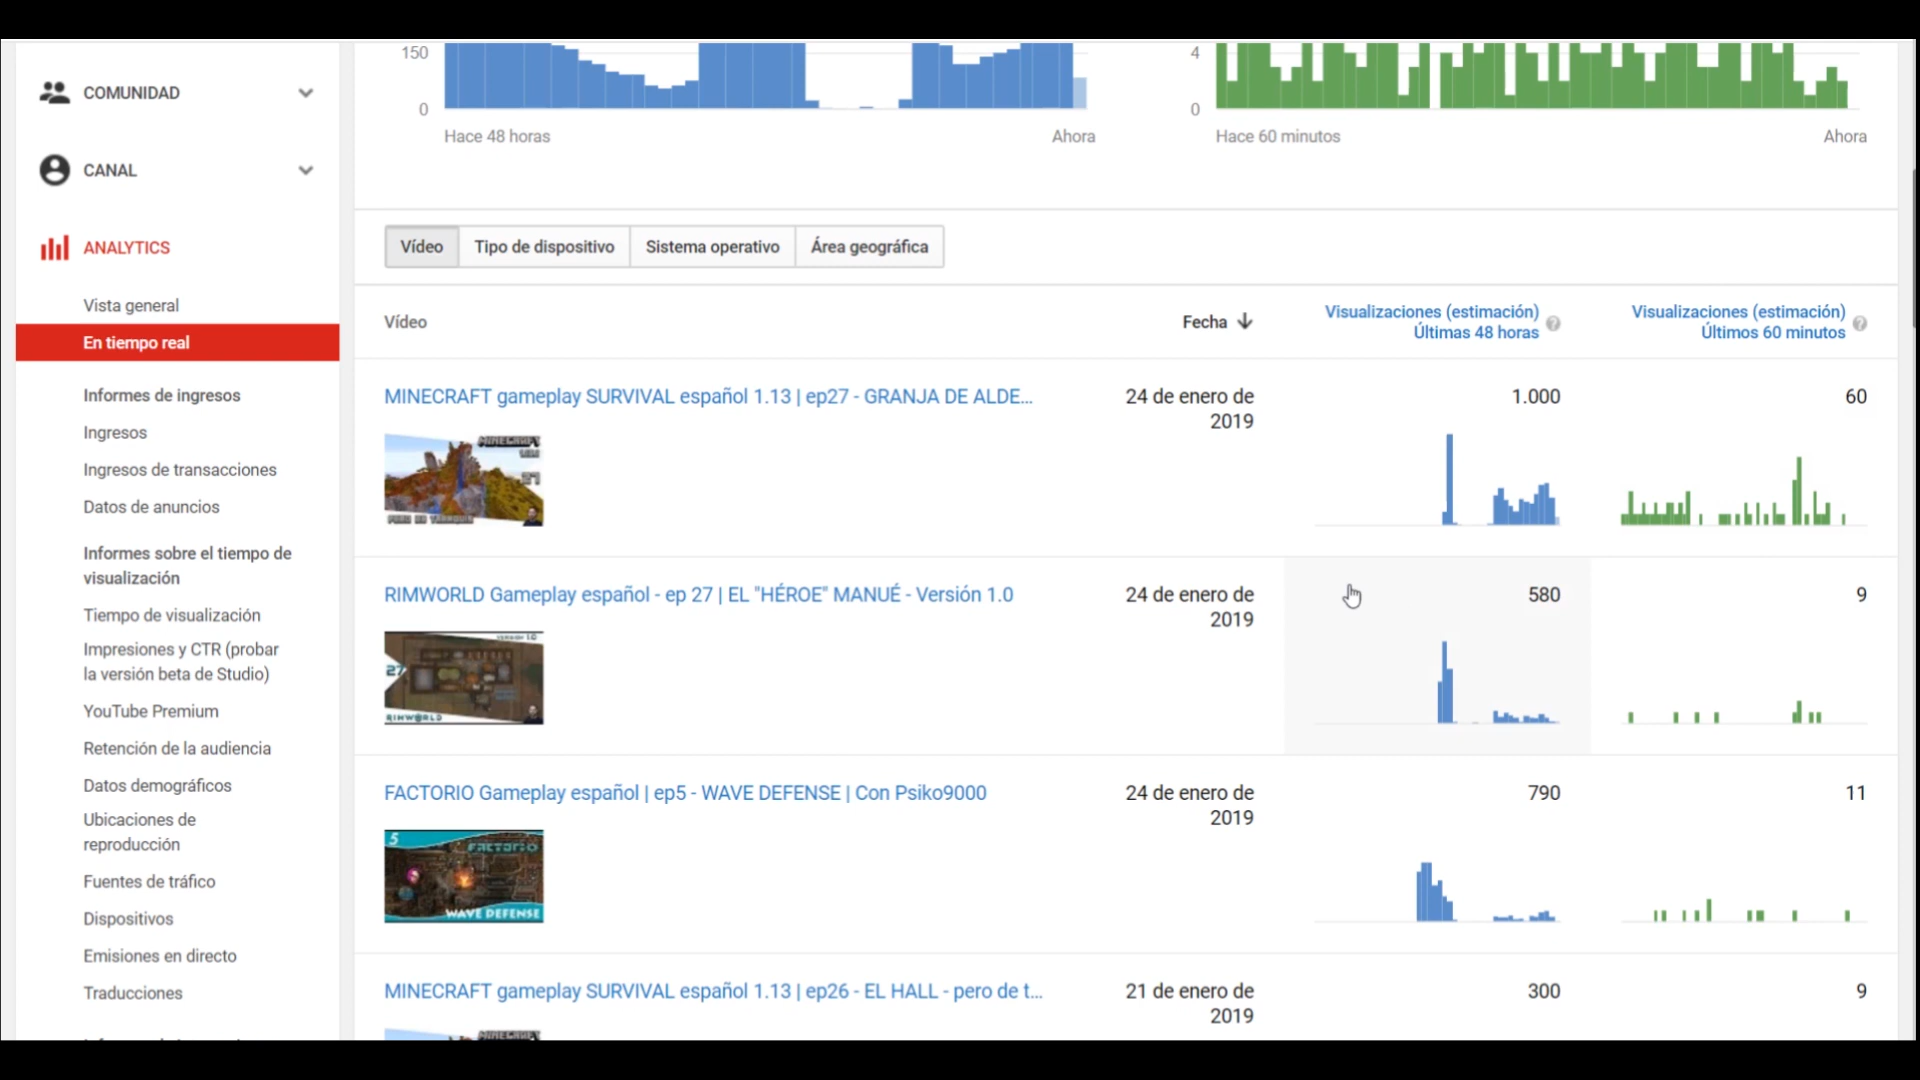 COMUNIDAD
CANAL
ANALYTICS
Vista general
En tiempo real
Informes de ingresos
Ingresos
Ingresos de transacciones
Datos de anuncios
Informes sobre el tiempo de
visualización
Tiempo de visualización
Impresiones y CTR (probar
la versión beta de Studio)
YouTube Premium
Retención de la audiencia
Datos demográficos
Ubicaciones de
reproducción
Fuentes de tráfico
Dispositivos
Emisiones en directo
Traducciones
150
0
Hace 48 horas
Ahora
4
0
Hace 60 minutos
Ahora
Vídeo
Tipo de dispositivo
Sistema operativo
Área geográfica
Vídeo
Fecha
Visualizaciones (estimación)
Últimas 48 horas
Visualizaciones (estimación)
Últimos 60 minutos
MINECRAFT gameplay SURVIVAL español 1.13 | ep27 - GRANJA DE ALDE...
24 de enero de
2019
1.000
60
MINECRAFT
27
RIMWORLD Gameplay español - ep 27 | EL "HÉROE" MANUÉ - Versión 1.0
24 de enero de
2019
580
9
27
RIMWORLD
FACTORIO Gameplay español | ep5 - WAVE DEFENSE | Con Psiko9000
24 de enero de
2019
790
11
5
FACTORIO
WAVE DEFENSE
MINECRAFT gameplay SURVIVAL español 1.13 | ep26 - EL HALL - pero de t...
21 de enero de
2019
300
9
MINECRAFT